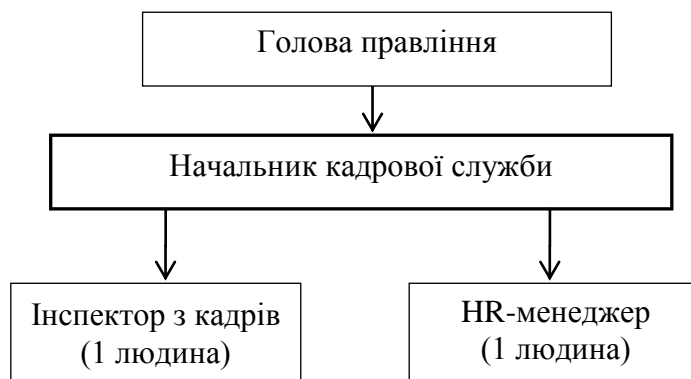 Голова правління
Начальник кадрової служби
Інспектор з кадрів
(1 людина)
HR-менеджер
(1 людина)